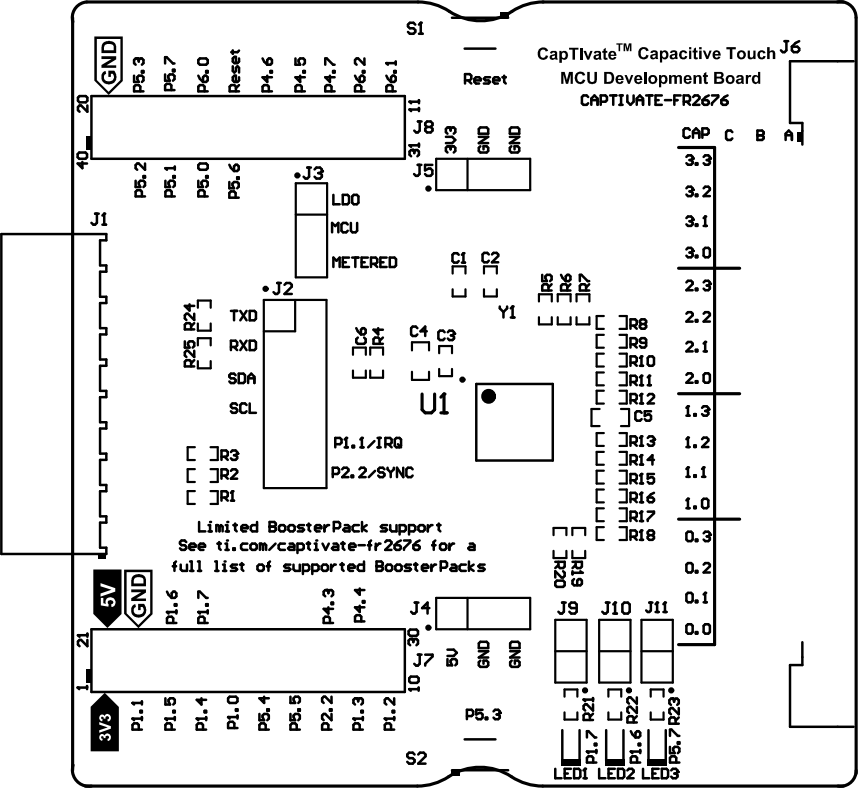 S1
CapTIvate™ Capacitive Touch
MCU Development Board
CAPTIVATE-FR2676
J6
Reset
GND
P5.3
P5.7
P6.0
Reset
P4.6
P4.5
P4.7
P6.2
P6.1
20
11
40
31
J8
P5.2
P5.1
P5.0
P5.6
3V3
GND
GND
J5
CAP C B A
3.3
3.2
3.1
3.0
2.3
2.2
2.1
2.0
1.3
1.2
1.1
1.0
0.3
0.2
0.1
0.0
J3
LDO
MCU
METERED
J1
J2
TXD
RXD
SDA
SCL
P1.1/IRQ
P2.2/SYNC
R24
R25
C6
R4
C4
C3
C1
C2
Y1
U1
R5
R6
R7
R8
R9
R10
R11
R12
C5
R13
R14
R15
R16
R17
R18
R20
R19
R3
R2
R1
Limited BoosterPack support
See ti.com/captivate-fr2676 for a
full list of supported BoosterPacks
5V
GND
P1.6
P1.7
P4.3
P4.4
21
30
1
10
J7
J4
5V
GND
GND
3V3
P1.1
P1.5
P1.4
P1.0
P5.4
P5.5
P2.2
P1.3
P1.2
P5.3
S2
J9
J10
J11
R21
R22
R23
P1.7
P1.6
P5.7
LED1
LED2
LED3